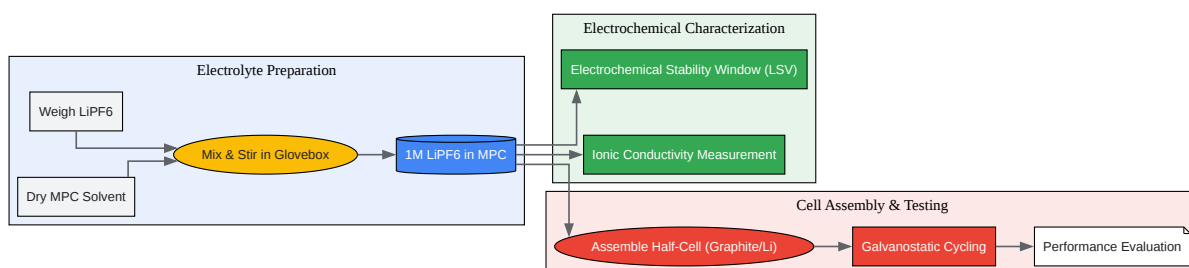 Electrolyte Preparation
Weigh LiPF6
Dry MPC Solvent
Mix & Stir in Glovebox
1M LiPF6 in MPC
Electrochemical Characterization
Electrochemical Stability Window (LSV)
Ionic Conductivity Measurement
Cell Assembly & Testing
Assemble Half-Cell (Graphite/Li)
Galvanostatic Cycling
Performance Evaluation